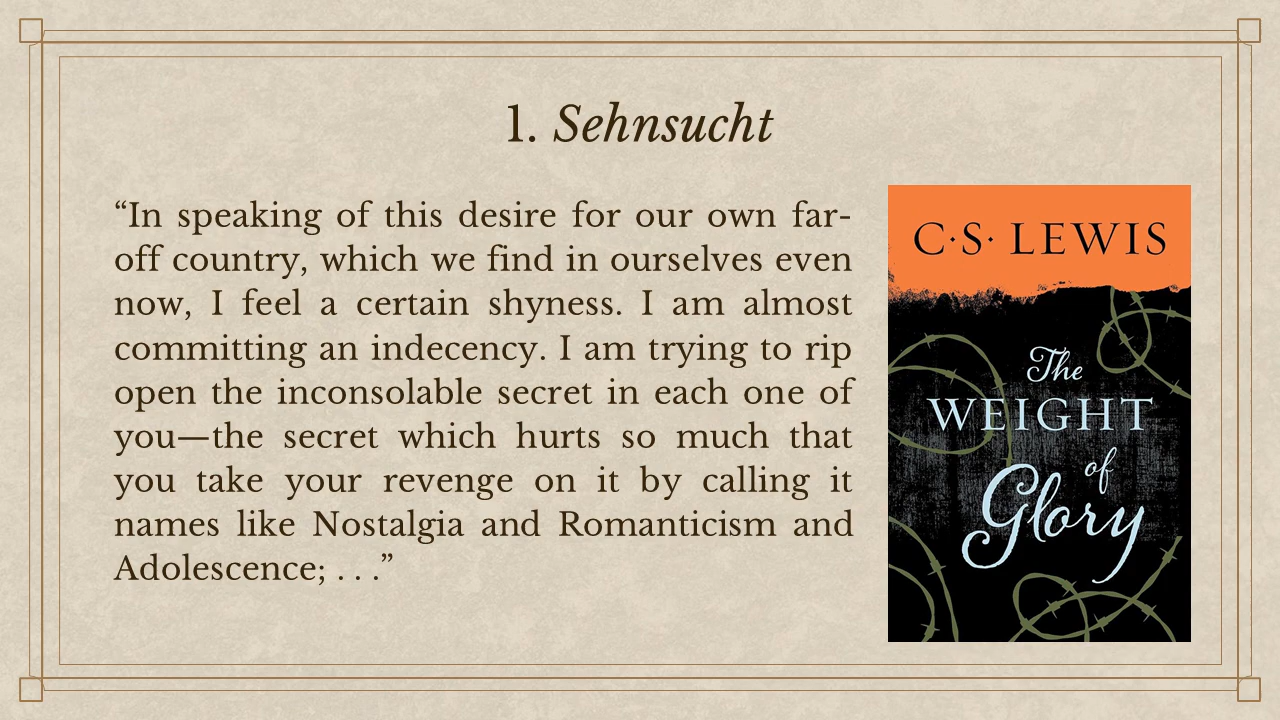 1. Sehnsucht
“In speaking of this desire for our own far-
off country, which we find in ourselves even
now, I feel a certain shyness. I am almost
committing an indecency. I am trying to rip
open the inconsolable secret in each one of
you—the secret which hurts so much that
you take your revenge on it by calling it
names like Nostalgia and Romanticism and
Adolescence; . . .”
C·S· LEWIS
The
WEIGHT
of
Glory